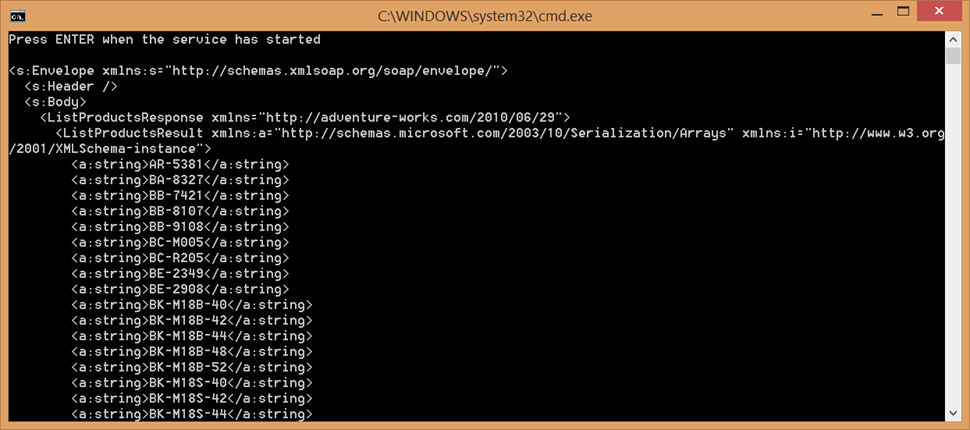 C:\WINDOWS\system32\cmd.exe
Press ENTER when the service has started
<s:Envelope xmlns:s="http://schemas.xmlsoap.org/soap/envelope/">
<s:Header />
<s:Body>
<ListProductsResponse xmlns="http://adventure-works.com/2010/06/29">
<ListProductsResult xmlns:a="http://schemas.microsoft.com/2003/10/Serialization/Arrays" xmlns:i="http://www.w3.org
/2001/XMLSchema-instance">
<a:string>AR-5381</a:string>
<a:string>BA-8327</a:string>
<a:string>BB-7421</a:string>
<a:string>BB-8107</a:string>
<a:string>BB-9108</a:string>
<a:string>BC-M005</a:string>
<a:string>BC-R205</a:string>
<a:string>BE-2349</a:string>
<a:string>BE-2908</a:string>
<a:string>BK-M18B-40</a:string>
<a:string>BK-M18B-42</a:string>
<a:string>BK-M18B-44</a:string>
<a:string>BK-M18B-48</a:string>
<a:string>BK-M18B-52</a:string>
<a:string>BK-M18S-40</a:string>
<a:string>BK-M18S-42</a:string>
<a:string>BK-M18S-44</a:string>